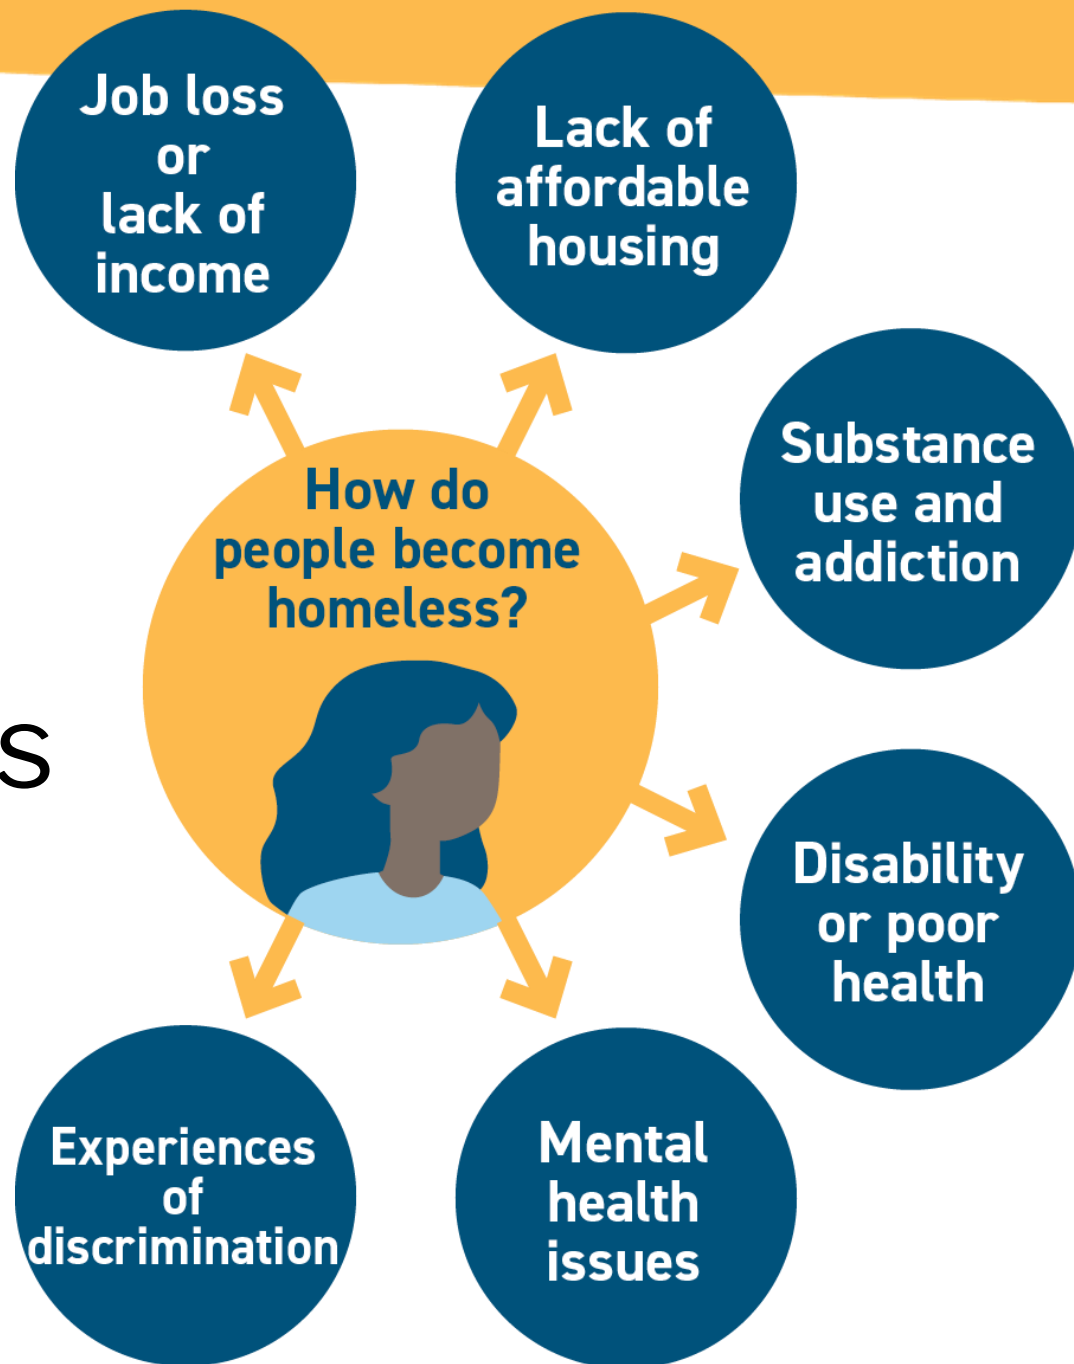 Job loss
or
lack of
income
Lack of
affordable
housing
Substance
use and
addiction
How do
people become
homeless?
s
Disability
or poor
health
Experiences
of
discrimination
Mental
health
issues